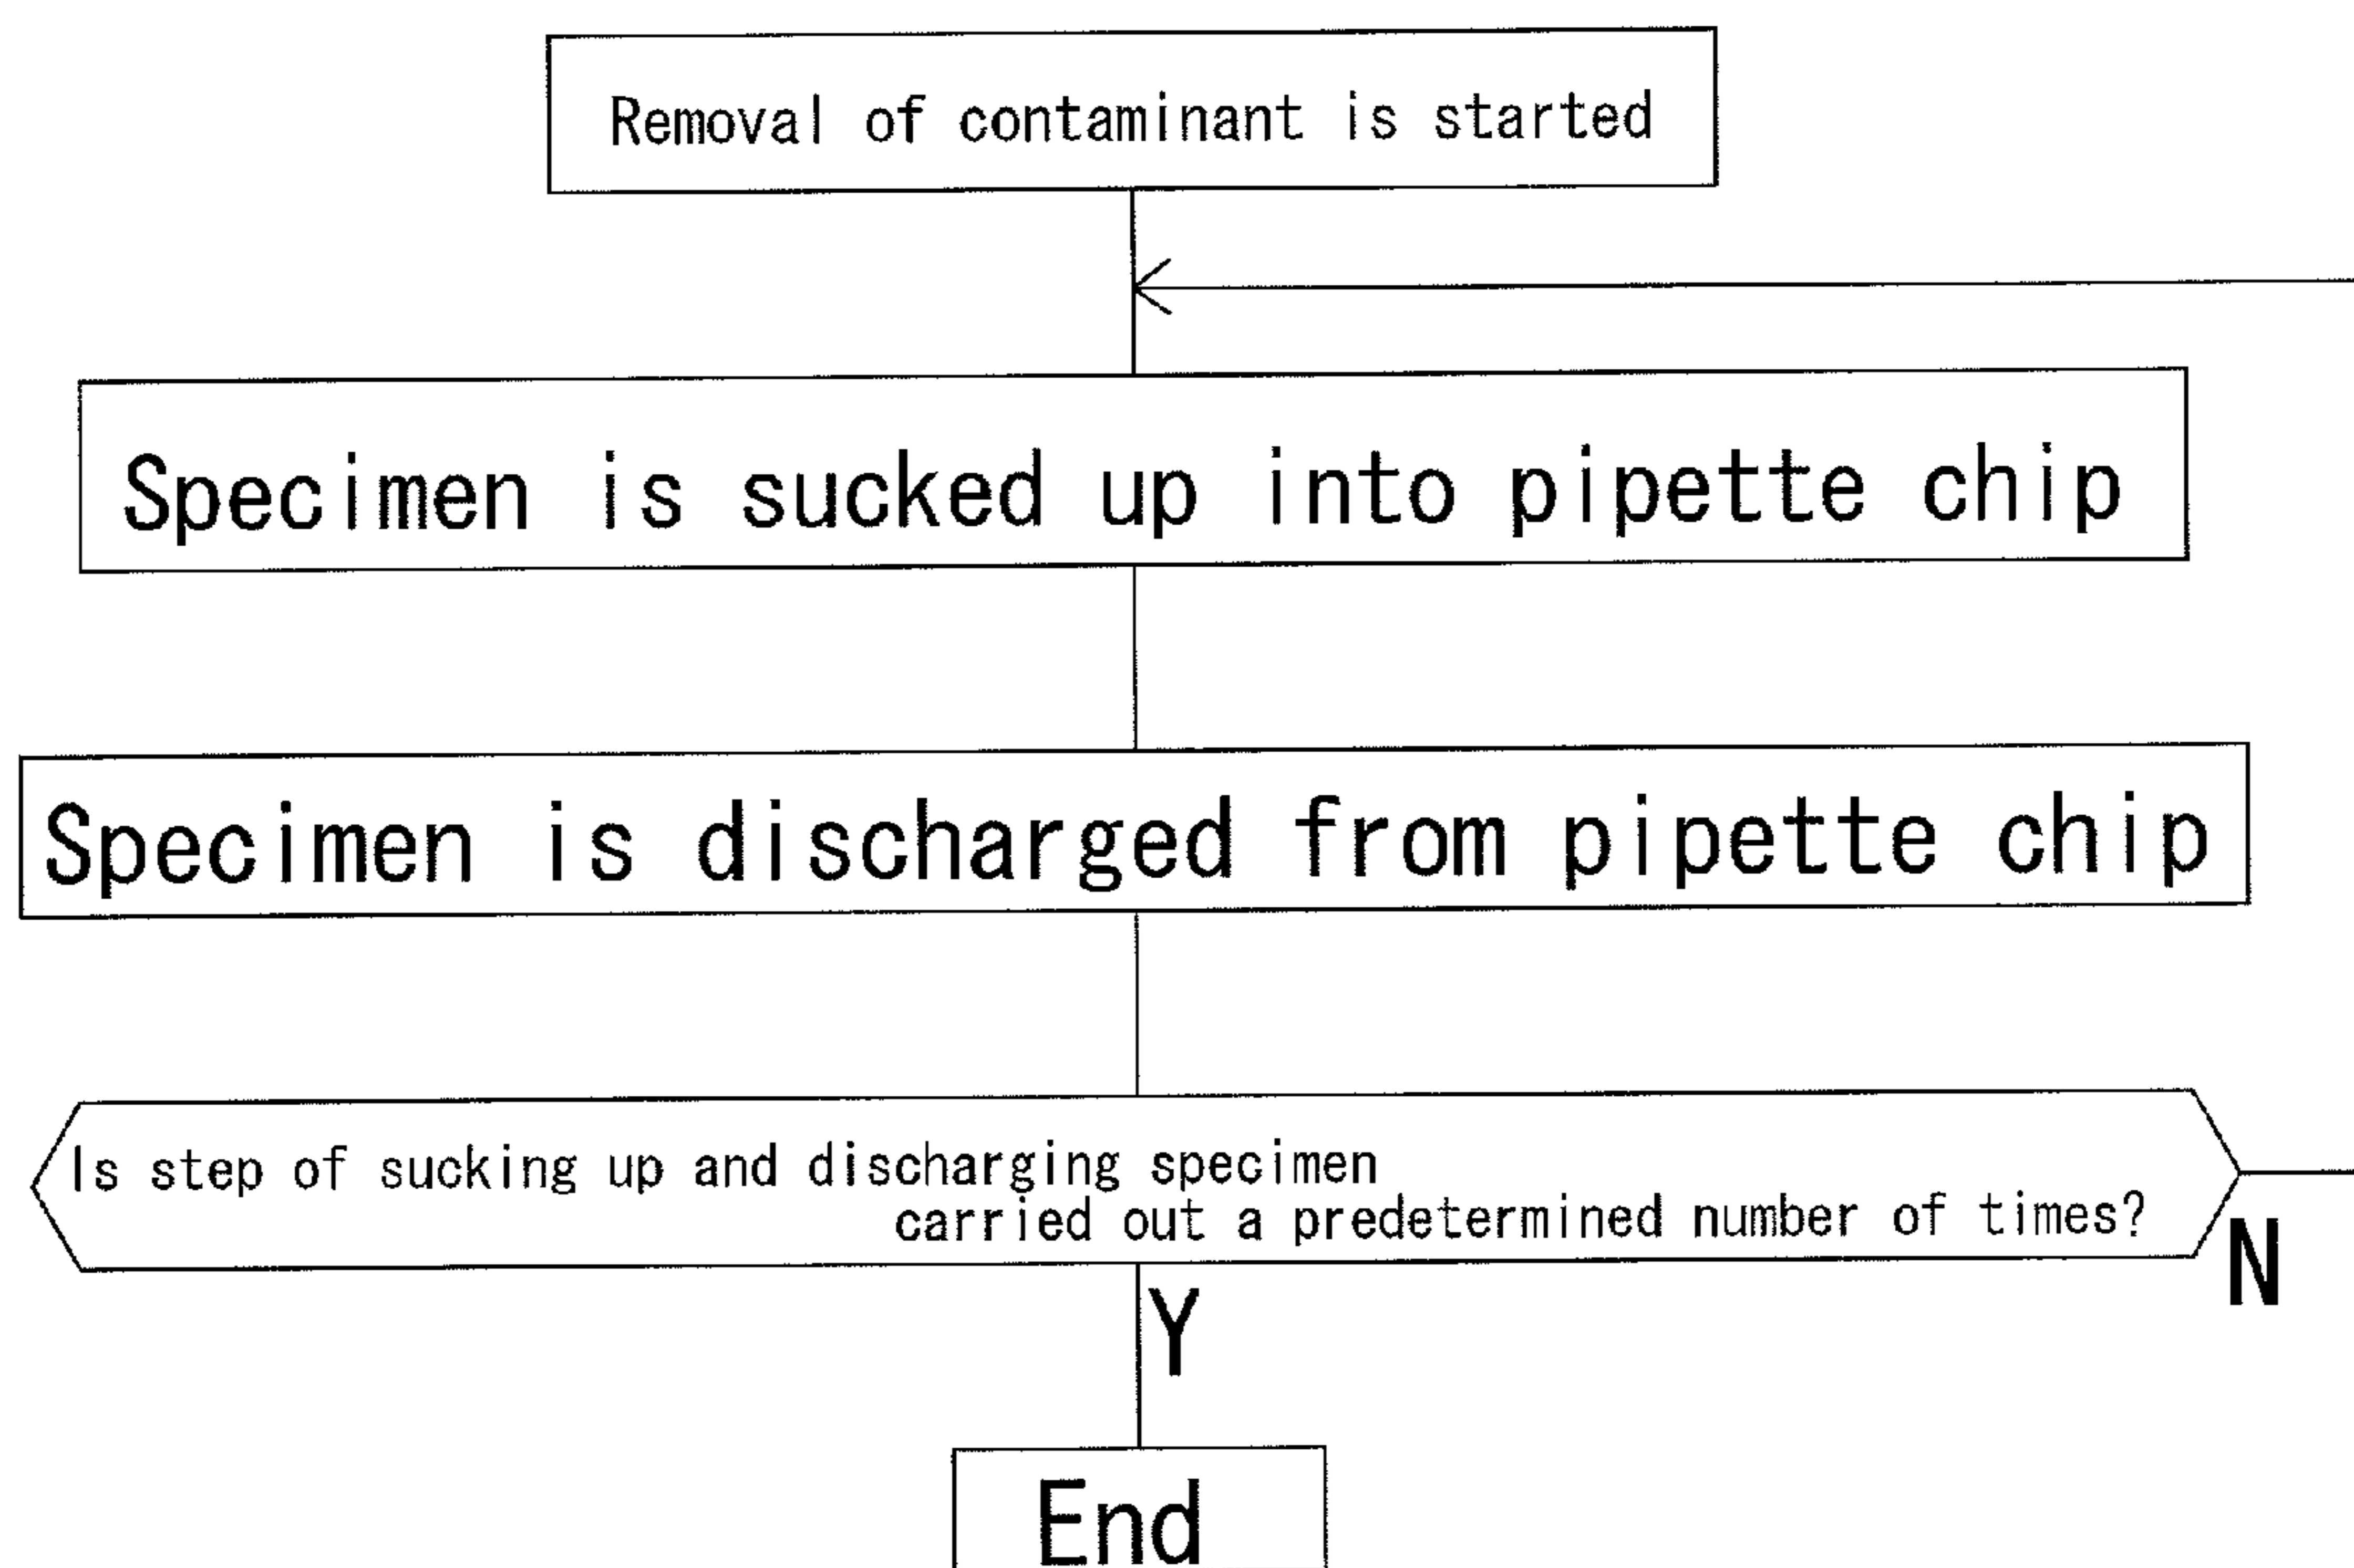 Removal of contaminant is started
Specimen is sucked up into pipette chip
Specimen is discharged from pipette chip
Is step of sucking up and discharging specimen
carried out a predetermined number of times?
N
Y
End